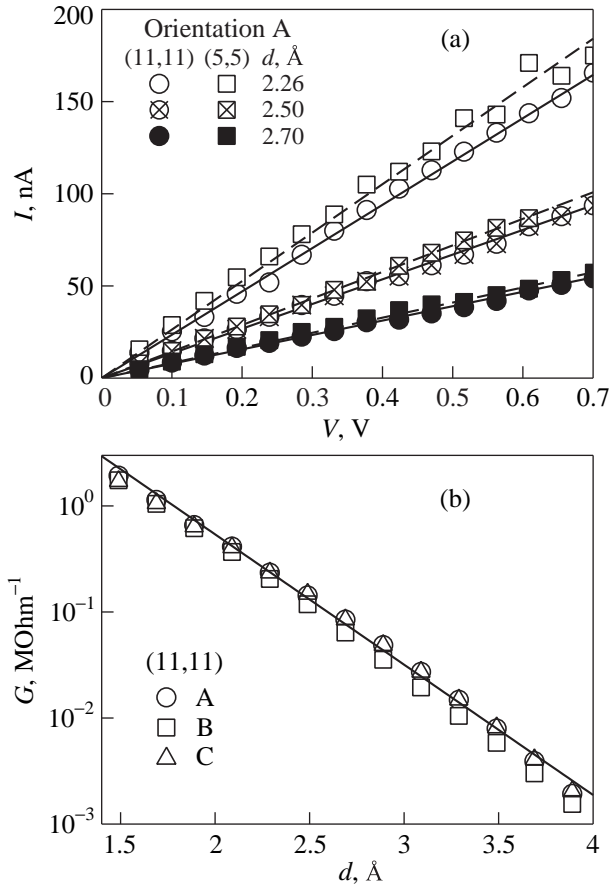 200
Orientation A
(a)
(11,11) (5,5) d, Å
2.26
2.50
2.70
150
100
50
0
I, nA
0 0.1 0.2 0.3 0.4 0.5 0.6 0.7
V, V
(b)
10⁰
10⁻¹
10⁻²
10⁻³
G, MOhm⁻¹
(11,11)
A
B
C
1.5 2 2.5 3 3.5 4
d, Å